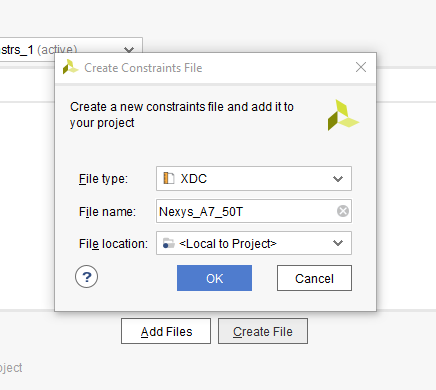 strs_1 (active)
Create Constraints File
Create a new constraints file and add it to
your project
File type: XDC
File name: Nexys_A7_50T
File location: <Local to Project>
? OK Cancel
Add Files Create File
oject